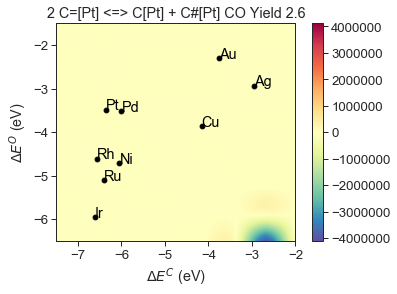 2 C=[Pt] <=> C[Pt] + C#[Pt] CO Yield 2.6
4000000
3000000
2000000
1000000
0
−1000000
−2000000
−3000000
−4000000
−2
−3
−4
−5
−6
ΔE^O (eV)
Au
Ag
Pt
Pd
Cu
Rh
Ni
Ru
Ir
−7
−6
−5
−4
−3
−2
ΔE^C (eV)